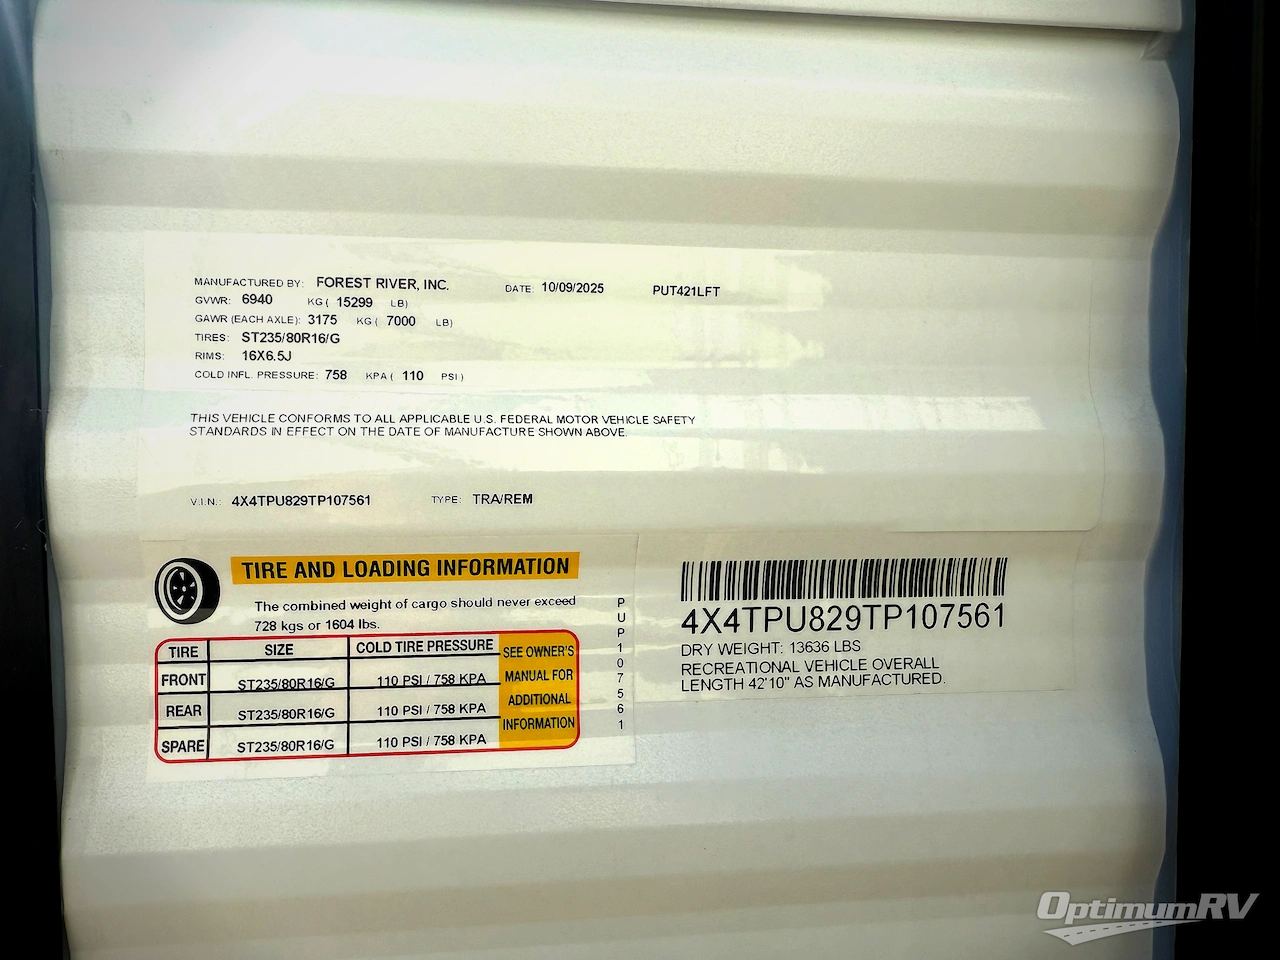 MANUFACTURED BY: FOREST RIVER, INC. DATE: 10/09/2025 PUT421LFT
GVWR: 6940 KG ( 15299 LB)
GAWR (EACH AXLE): 3175 KG ( 7000 LB)
TIRES: ST235/80R16/G
RIMS: 16X6.5J
COLD INFL. PRESSURE: 758 KPA ( 110 PSI )
THIS VEHICLE CONFORMS TO ALL APPLICABLE U.S. FEDERAL MOTOR VEHICLE SAFETY
STANDARDS IN EFFECT ON THE DATE OF MANUFACTURE SHOWN ABOVE.
V.I.N.: 4X4TPU829TP107561 TYPE: TRA/REM
TIRE AND LOADING INFORMATION
The combined weight of cargo should never exceed
728 kgs or 1604 lbs.
TIRE SIZE COLD TIRE PRESSURE
FRONT ST235/80R16/G 110 PSI / 758 KPA
REAR ST235/80R16/G 110 PSI / 758 KPA
SPARE ST235/80R16/G 110 PSI / 758 KPA
SEE OWNER'S
MANUAL FOR
ADDITIONAL
INFORMATION
PUP107561
4X4TPU829TP107561
DRY WEIGHT: 13636 LBS
RECREATIONAL VEHICLE OVERALL
LENGTH 42'10" AS MANUFACTURED.
OptimumRV